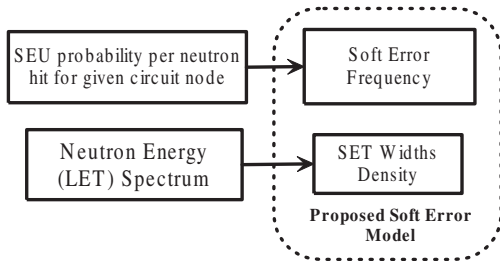 SEU probability per neutron
hit for given circuit node
Soft Error
Frequency
Neutron Energy
(LET) Spectrum
SET Widths
Density
Proposed Soft Error
Model